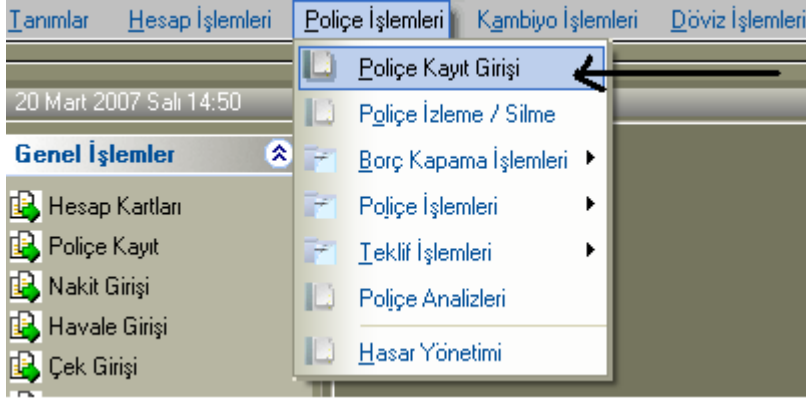 Tanımlar Hesap İşlemleri Poliçe İşlemleri Kambiyo İşlemleri Döviz İşlemleri
Poliçe Kayıt Girişi
20 Mart 2007 Salı 14:50
Poliçe İzleme / Silme
Genel İşlemler
Borç Kapama İşlemleri
Hesap Kartları
Poliçe İşlemleri
Poliçe Kayıt
Teklif İşlemleri
Nakit Girişi
Poliçe Analizleri
Havale Girişi
Hasar Yönetimi
Çek Girişi